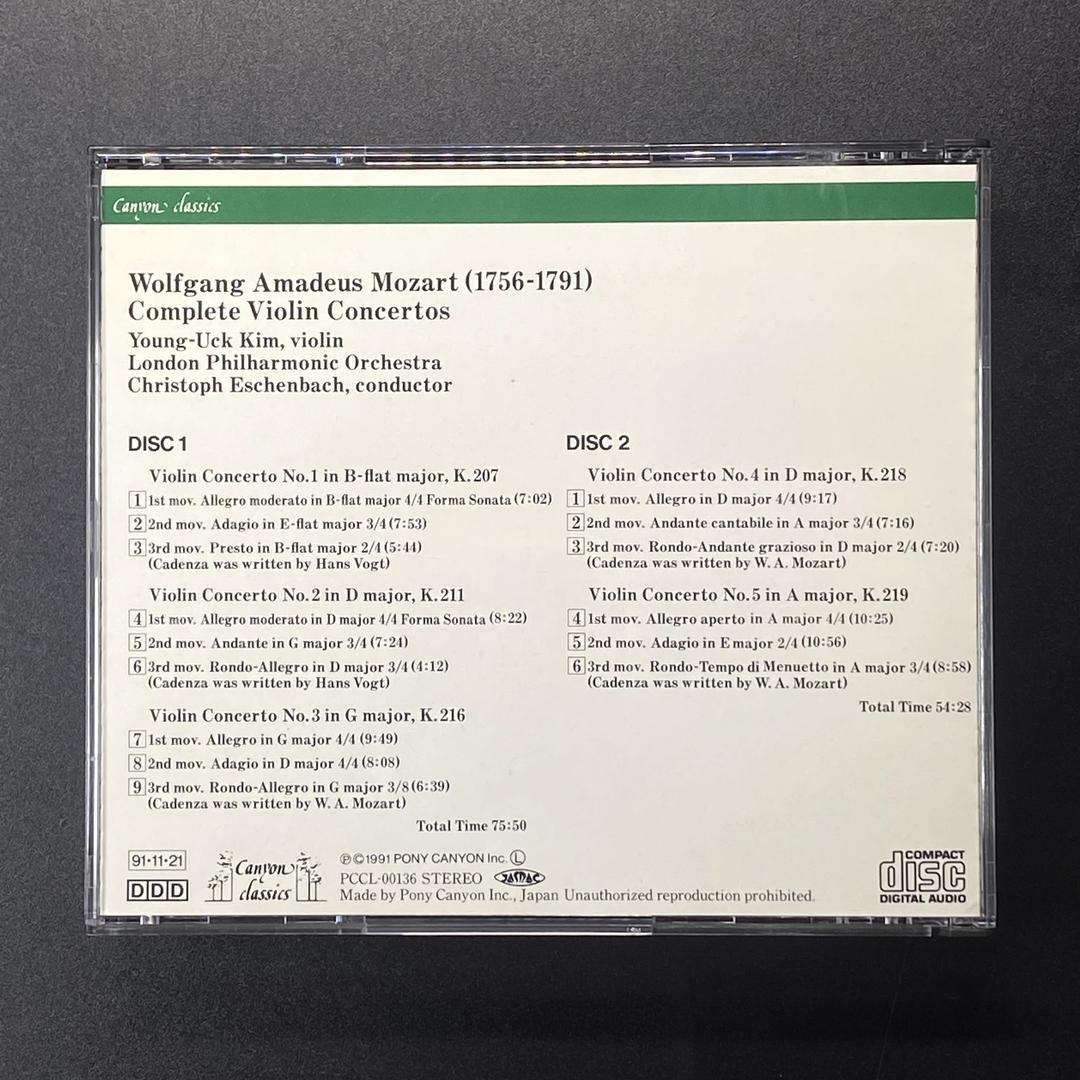 Canyon classics
Wolfgang Amadeus Mozart (1756-1791)
Complete Violin Concertos
Young-Uck Kim, violin
London Philharmonic Orchestra
Christoph Eschenbach, conductor
DISC 1
Violin Concerto No.1 in B-flat major, K.207
1 1st mov. Allegro moderato in B-flat major 4/4 Forma Sonata (7:02)
2 2nd mov. Adagio in E-flat major 3/4 (7:53)
3 3rd mov. Presto in B-flat major 2/4 (5:44)
(Cadenza was written by Hans Vogt)
Violin Concerto No.2 in D major, K.211
4 1st mov. Allegro moderato in D major 4/4 Forma Sonata (8:22)
5 2nd mov. Andante in G major 3/4 (7:24)
6 3rd mov. Rondo-Allegro in D major 3/4 (4:12)
(Cadenza was written by Hans Vogt)
Violin Concerto No.3 in G major, K.216
7 1st mov. Allegro in G major 4/4 (9:49)
8 2nd mov. Adagio in D major 4/4 (8:08)
9 3rd mov. Rondo-Allegro in G major 3/8 (6:39)
(Cadenza was written by W. A. Mozart)
Total Time 75:50
DISC 2
Violin Concerto No.4 in D major, K.218
1 1st mov. Allegro in D major 4/4 (9:17)
2 2nd mov. Andante cantabile in A major 3/4 (7:16)
3 3rd mov. Rondo-Andante grazioso in D major 2/4 (7:20)
(Cadenza was written by W. A. Mozart)
Violin Concerto No.5 in A major, K.219
4 1st mov. Allegro aperto in A major 4/4 (10:25)
5 2nd mov. Adagio in E major 2/4 (10:56)
6 3rd mov. Rondo-Tempo di Menuetto in A major 3/4 (8:58)
(Cadenza was written by W. A. Mozart)
Total Time 54:28
91·11·21
DDD
Canyon
classics
Ⓟ©1991 PONY CANYON Inc. Ⓛ
PCCL-00136 STEREO JASRAC
Made by Pony Canyon Inc., Japan Unauthorized reproduction prohibited.
COMPACT
disc
DIGITAL AUDIO